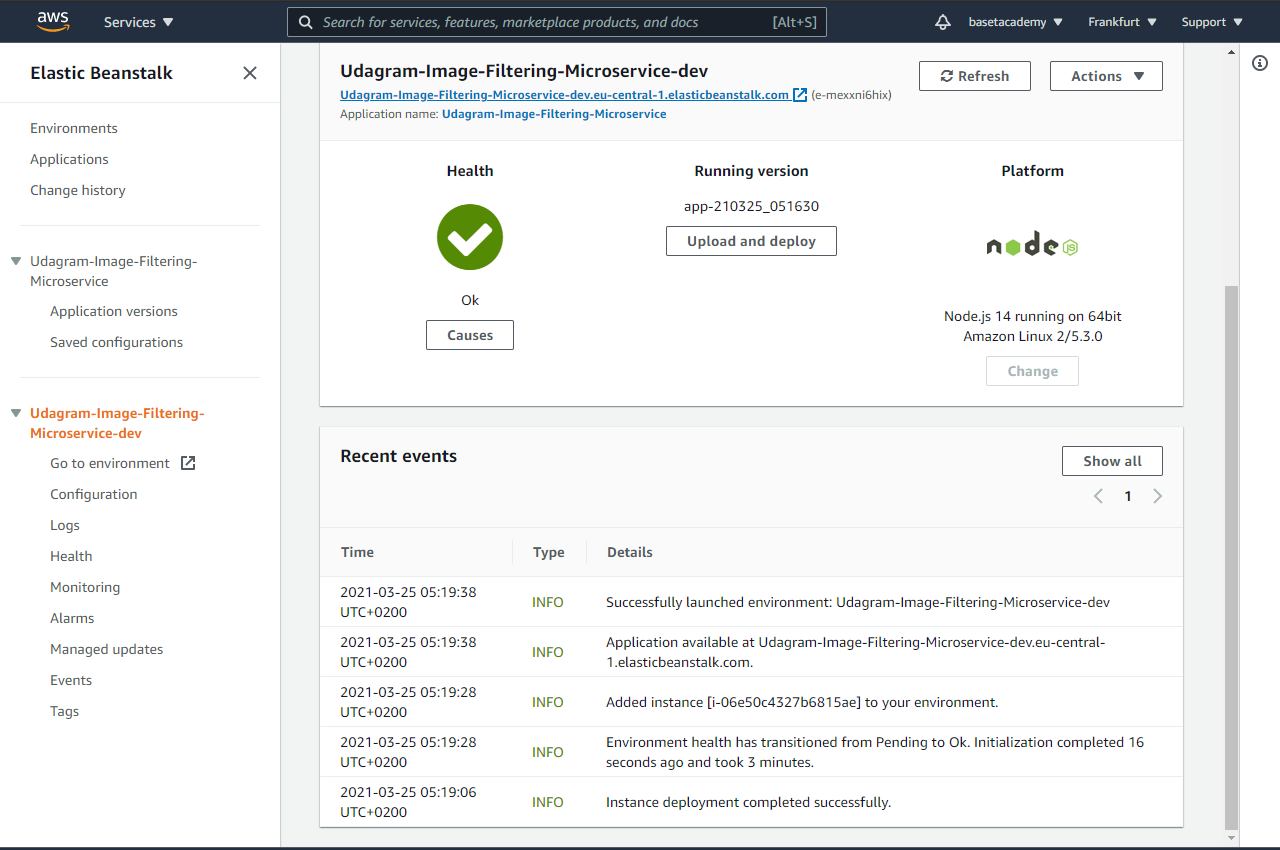 aws
Services
Search for services, features, marketplace products, and docs
[Alt+S]
basetacademy
Frankfurt
Support
Elastic Beanstalk
Environments
Applications
Change history
Udagram-Image-Filtering-
Microservice
Application versions
Saved configurations
Udagram-Image-Filtering-
Microservice-dev
Go to environment
Configuration
Logs
Health
Monitoring
Alarms
Managed updates
Events
Tags
Udagram-Image-Filtering-Microservice-dev
Udagram-Image-Filtering-Microservice-dev.eu-central-1.elasticbeanstalk.com (e-mexxni6hix)
Application name: Udagram-Image-Filtering-Microservice
Refresh
Actions
Health
Ok
Causes
Running version
app-210325_051630
Upload and deploy
Platform
node JS
Node.js 14 running on 64bit
Amazon Linux 2/5.3.0
Change
Recent events
Show all
1
Time Type Details
2021-03-25 05:19:38
UTC+0200
INFO
Successfully launched environment: Udagram-Image-Filtering-Microservice-dev
2021-03-25 05:19:38
UTC+0200
INFO
Application available at Udagram-Image-Filtering-Microservice-dev.eu-central-
1.elasticbeanstalk.com.
2021-03-25 05:19:28
UTC+0200
INFO
Added instance [i-06e50c4327b6815ae] to your environment.
2021-03-25 05:19:28
UTC+0200
INFO
Environment health has transitioned from Pending to Ok. Initialization completed 16
seconds ago and took 3 minutes.
2021-03-25 05:19:06
UTC+0200
INFO
Instance deployment completed successfully.